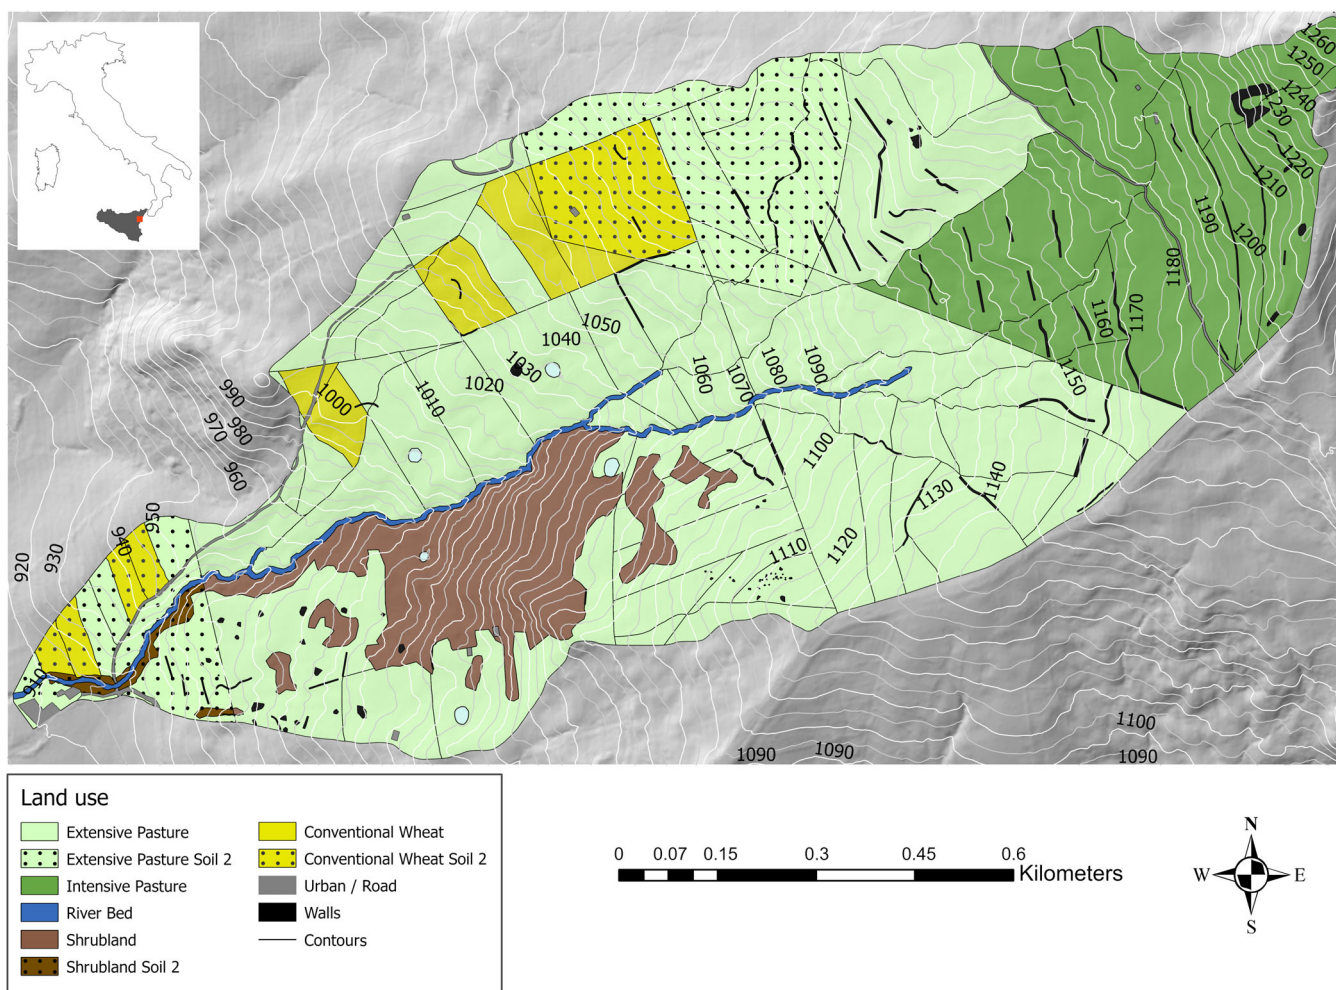 1260
1250
1240
1230
1220
1210
1200
1190
1180
1170
1160
1150
1050
1040
1030
1020
1010
1000
1060
1070
1080
1090
990
980
970
960
950
940
930
920
910
1100
1110
1120
1130
1140
1100
1090
1090
1090
Land use
Extensive Pasture
Extensive Pasture Soil 2
Intensive Pasture
River Bed
Shrubland
Shrubland Soil 2
Conventional Wheat
Conventional Wheat Soil 2
Urban / Road
Walls
Contours
0 0.07 0.15 0.3 0.45 0.6
Kilometers
N
W E
S